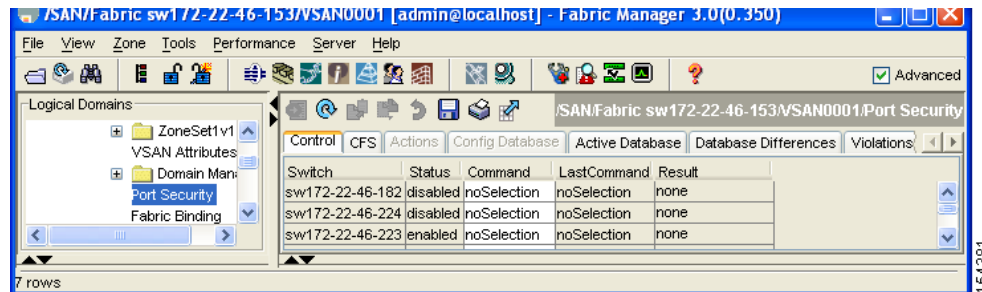 /SAN/Fabric sw172-22-46-153/VSAN0001 [admin@localhost] - Fabric Manager 3.0(0.350)
File View Zone Tools Performance Server Help
Advanced
Logical Domains
/SAN/Fabric sw172-22-46-153/VSAN0001/Port Security
ZoneSet1v1
VSAN Attributes
Domain Mana
Port Security
Fabric Binding
Control CFS Actions Config Database Active Database Database Differences Violations
Switch Status Command LastCommand Result
sw172-22-46-182 disabled noSelection noSelection none
sw172-22-46-224 disabled noSelection noSelection none
sw172-22-46-223 enabled noSelection noSelection none
7 rows
154391